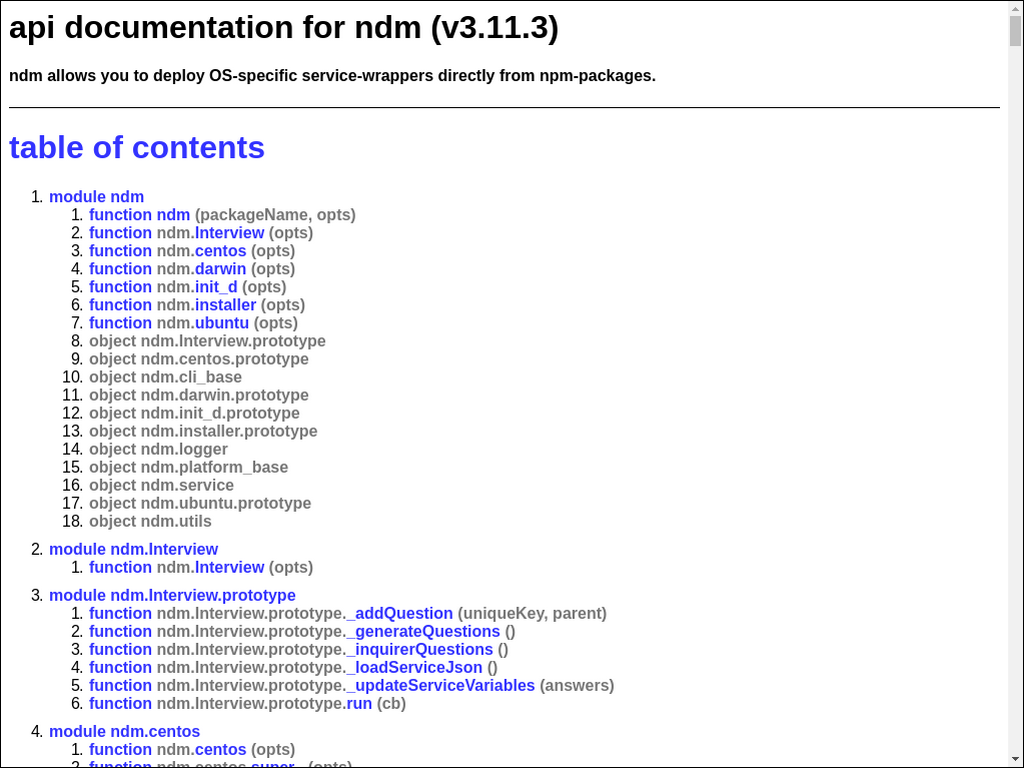 api documentation for ndm (v3.11.3)
ndm allows you to deploy OS-specific service-wrappers directly from npm-packages.
table of contents
1. module ndm
1. function ndm (packageName, opts)
2. function ndm.Interview (opts)
3. function ndm.centos (opts)
4. function ndm.darwin (opts)
5. function ndm.init_d (opts)
6. function ndm.installer (opts)
7. function ndm.ubuntu (opts)
8. object ndm.Interview.prototype
9. object ndm.centos.prototype
10. object ndm.cli_base
11. object ndm.darwin.prototype
12. object ndm.init_d.prototype
13. object ndm.installer.prototype
14. object ndm.logger
15. object ndm.platform_base
16. object ndm.service
17. object ndm.ubuntu.prototype
18. object ndm.utils
2. module ndm.Interview
1. function ndm.Interview (opts)
3. module ndm.Interview.prototype
1. function ndm.Interview.prototype._addQuestion (uniqueKey, parent)
2. function ndm.Interview.prototype._generateQuestions ()
3. function ndm.Interview.prototype._inquirerQuestions ()
4. function ndm.Interview.prototype._loadServiceJson ()
5. function ndm.Interview.prototype._updateServiceVariables (answers)
6. function ndm.Interview.prototype.run (cb)
4. module ndm.centos
1. function ndm.centos (opts)
2. function ndm.centos.super_ (opts)